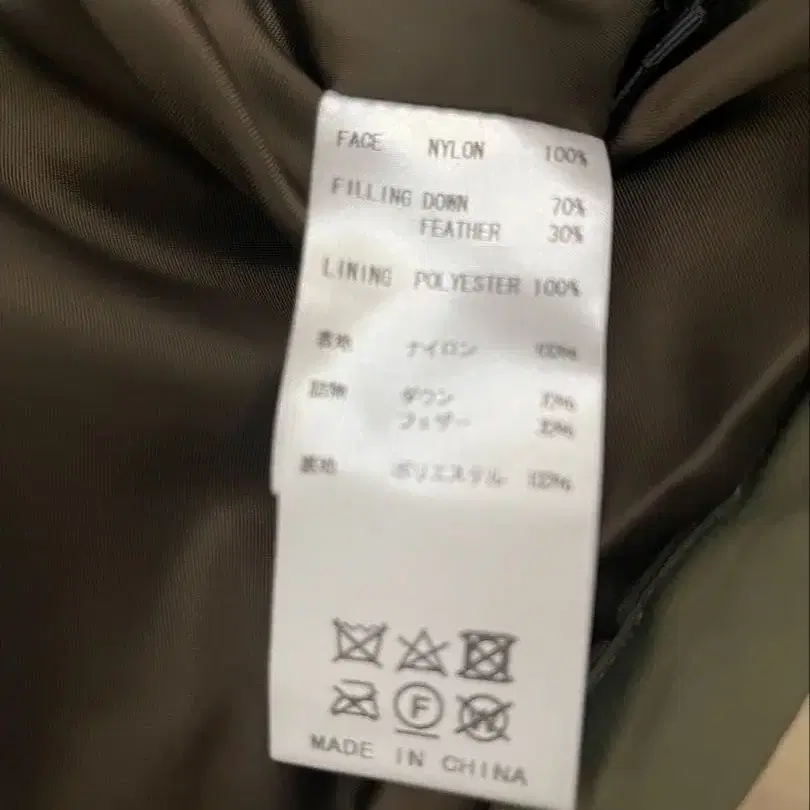 FACE NYLON 100%
FILLING DOWN 70%
FEATHER 30%
LINING POLYESTER 100%
表地 ナイロン 100%
詰物 ダウン 70%
フェザー 30%
裏地 ポリエステル 100%
F W
MADE IN CHINA